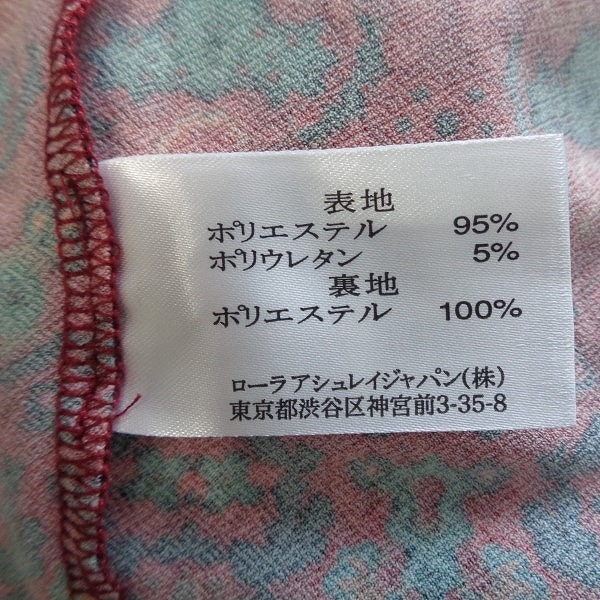 表地
ポリエステル 95%
ポリウレタン 5%
裏地
ポリエステル 100%
ローラアシュレイジャパン(株)
東京都渋谷区神宮前3-35-8